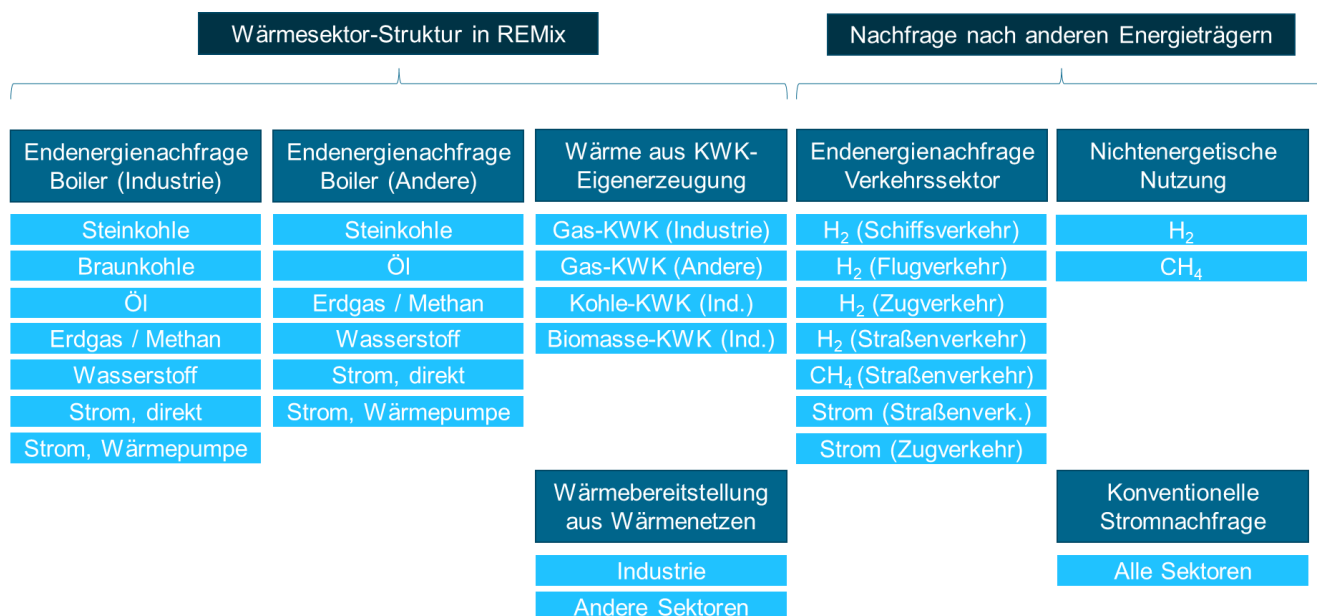 Wärmesektor-Struktur in REMix
Nachfrage nach anderen Energieträgern
Endenergienachfrage
Boiler (Industrie)
Steinkohle
Braunkohle
Öl
Erdgas / Methan
Wasserstoff
Strom, direkt
Strom, Wärmepumpe
Endenergienachfrage
Boiler (Andere)
Steinkohle
Öl
Erdgas / Methan
Wasserstoff
Strom, direkt
Strom, Wärmepumpe
Wärme aus KWK-
Eigenerzeugung
Gas-KWK (Industrie)
Gas-KWK (Andere)
Kohle-KWK (Ind.)
Biomasse-KWK (Ind.)
Wärmebereitstellung
aus Wärmenetzen
Industrie
Andere Sektoren
Endenergienachfrage
Verkehrssektor
H₂ (Schiffsverkehr)
H₂ (Flugverkehr)
H₂ (Zugverkehr)
H₂ (Straßenverkehr)
CH₄ (Straßenverkehr)
Strom (Straßenverk.)
Strom (Zugverkehr)
Nichtenergetische
Nutzung
H₂
CH₄
Konventionelle
Stromnachfrage
Alle Sektoren